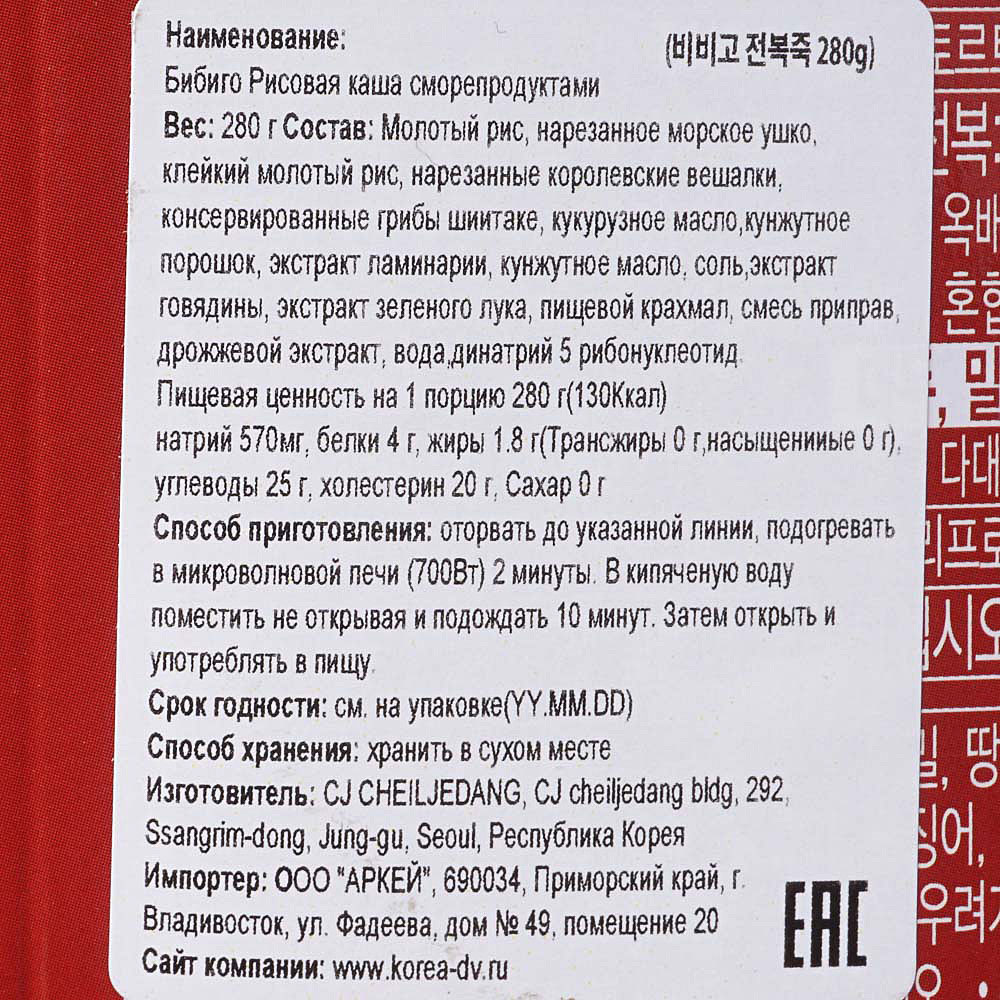 Наименование:
(비비고 전복죽 280g)
Бибиго Рисовая каша сморепродуктами
Вес: 280 г Состав: Молотый рис, нарезанное морское ушко,
клейкий молотый рис, нарезанные королевские вешалки,
консервированные грибы шиитаке, кукурузное масло,кунжутное
порошок, экстракт ламинарии, кунжутное масло, соль,экстракт
говядины, экстракт зеленого лука, пищевой крахмал, смесь приправ,
дрожжевой экстракт, вода,динатрий 5 рибонуклеотид.
Пищевая ценность на 1 порцию 280 г(130Ккал)
натрий 570мг, белки 4 г, жиры 1.8 г(Трансжиры 0 г,насыщенииые 0 г),
углеводы 25 г, холестерин 20 г, Сахар 0 г
Способ приготовления: оторвать до указанной линии, подогревать
в микроволновой печи (700Вт) 2 минуты. В кипяченую воду
поместить не открывая и подождать 10 минут. Затем открыть и
употреблять в пищу.
Срок годности: см. на упаковке(YY.MM.DD)
Способ хранения: хранить в сухом месте
Изготовитель: CJ CHEILJEDANG, CJ cheiljedang bldg, 292,
Ssangrim-dong, Jung-gu, Seoul, Республика Корея
Импортер: ООО "АРКЕЙ", 690034, Приморский край, г.
Владивосток, ул. Фадеева, дом № 49, помещение 20
Сайт компании: www.korea-dv.ru
EAC